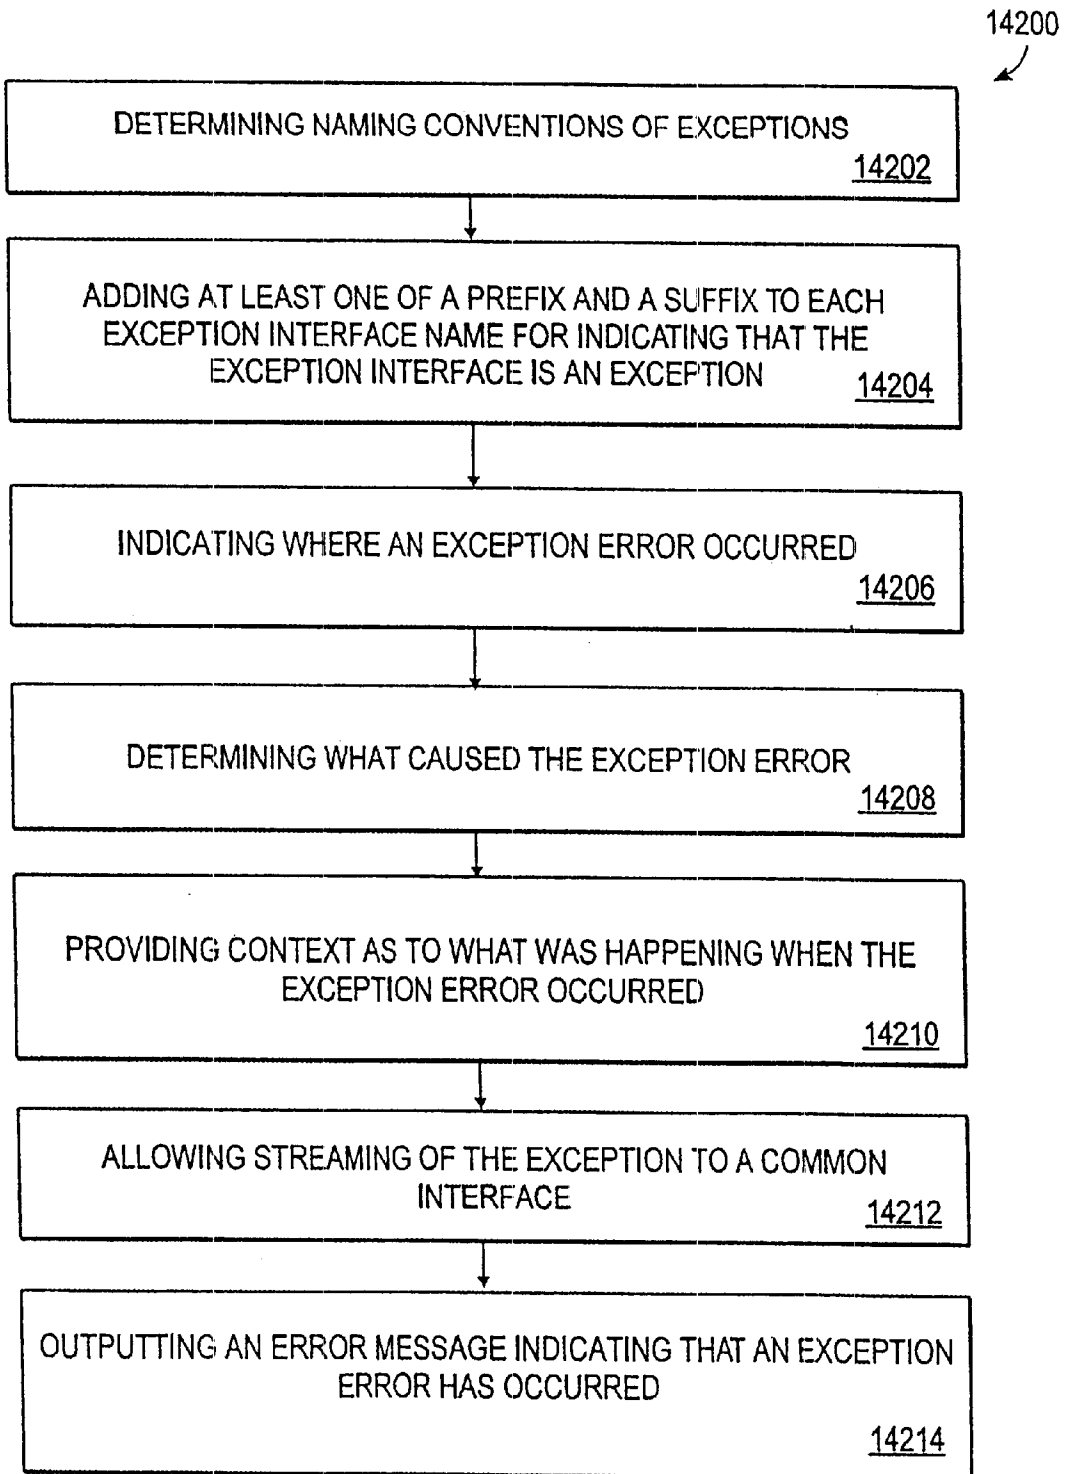 14200
DETERMINING NAMING CONVENTIONS OF EXCEPTIONS
14202
ADDING AT LEAST ONE OF A PREFIX AND A SUFFIX TO EACH
EXCEPTION INTERFACE NAME FOR INDICATING THAT THE
EXCEPTION INTERFACE IS AN EXCEPTION
14204
INDICATING WHERE AN EXCEPTION ERROR OCCURRED
14206
DETERMINING WHAT CAUSED THE EXCEPTION ERROR
14208
PROVIDING CONTEXT AS TO WHAT WAS HAPPENING WHEN THE
EXCEPTION ERROR OCCURRED
14210
ALLOWING STREAMING OF THE EXCEPTION TO A COMMON
INTERFACE
14212
OUTPUTTING AN ERROR MESSAGE INDICATING THAT AN EXCEPTION
ERROR HAS OCCURRED
14214